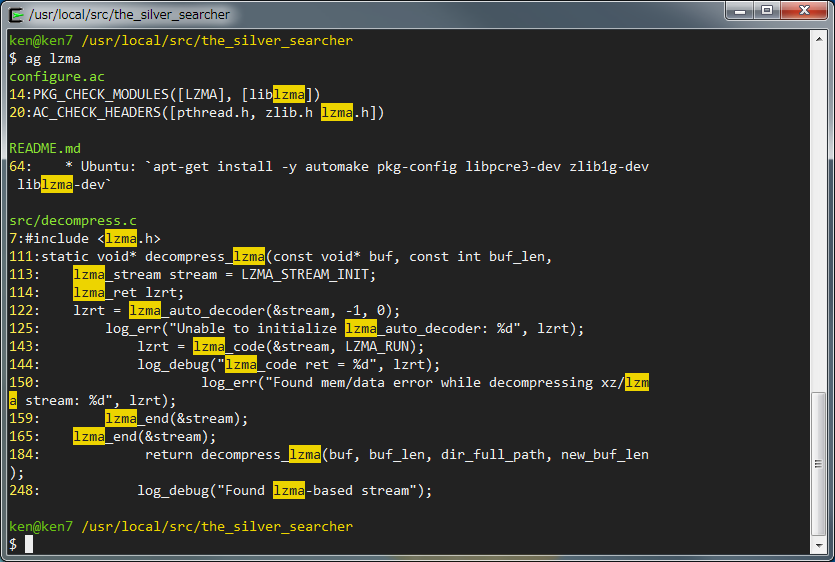 /usr/local/src/the_silver_searcher
ken@ken7 /usr/local/src/the_silver_searcher
$ ag lzma
configure.ac
14:PKG_CHECK_MODULES([LZMA], [liblzma])
20:AC_CHECK_HEADERS([pthread.h, zlib.h lzma.h])

README.md
64:    * Ubuntu: `apt-get install -y automake pkg-config libpcre3-dev zlib1g-dev
 liblzma-dev`

src/decompress.c
7:#include <lzma.h>
111:static void* decompress_lzma(const void* buf, const int buf_len,
113:    lzma_stream stream = LZMA_STREAM_INIT;
114:    lzma_ret lzrt;
122:    lzrt = lzma_auto_decoder(&stream, -1, 0);
125:        log_err("Unable to initialize lzma_auto_decoder: %d", lzrt);
143:            lzrt = lzma_code(&stream, LZMA_RUN);
144:            log_debug("lzma_code ret = %d", lzrt);
150:                    log_err("Found mem/data error while decompressing xz/lzm
a stream: %d", lzrt);
159:        lzma_end(&stream);
165:    lzma_end(&stream);
184:             return decompress_lzma(buf, buf_len, dir_full_path, new_buf_len
);
248:            log_debug("Found lzma-based stream");

ken@ken7 /usr/local/src/the_silver_searcher
$